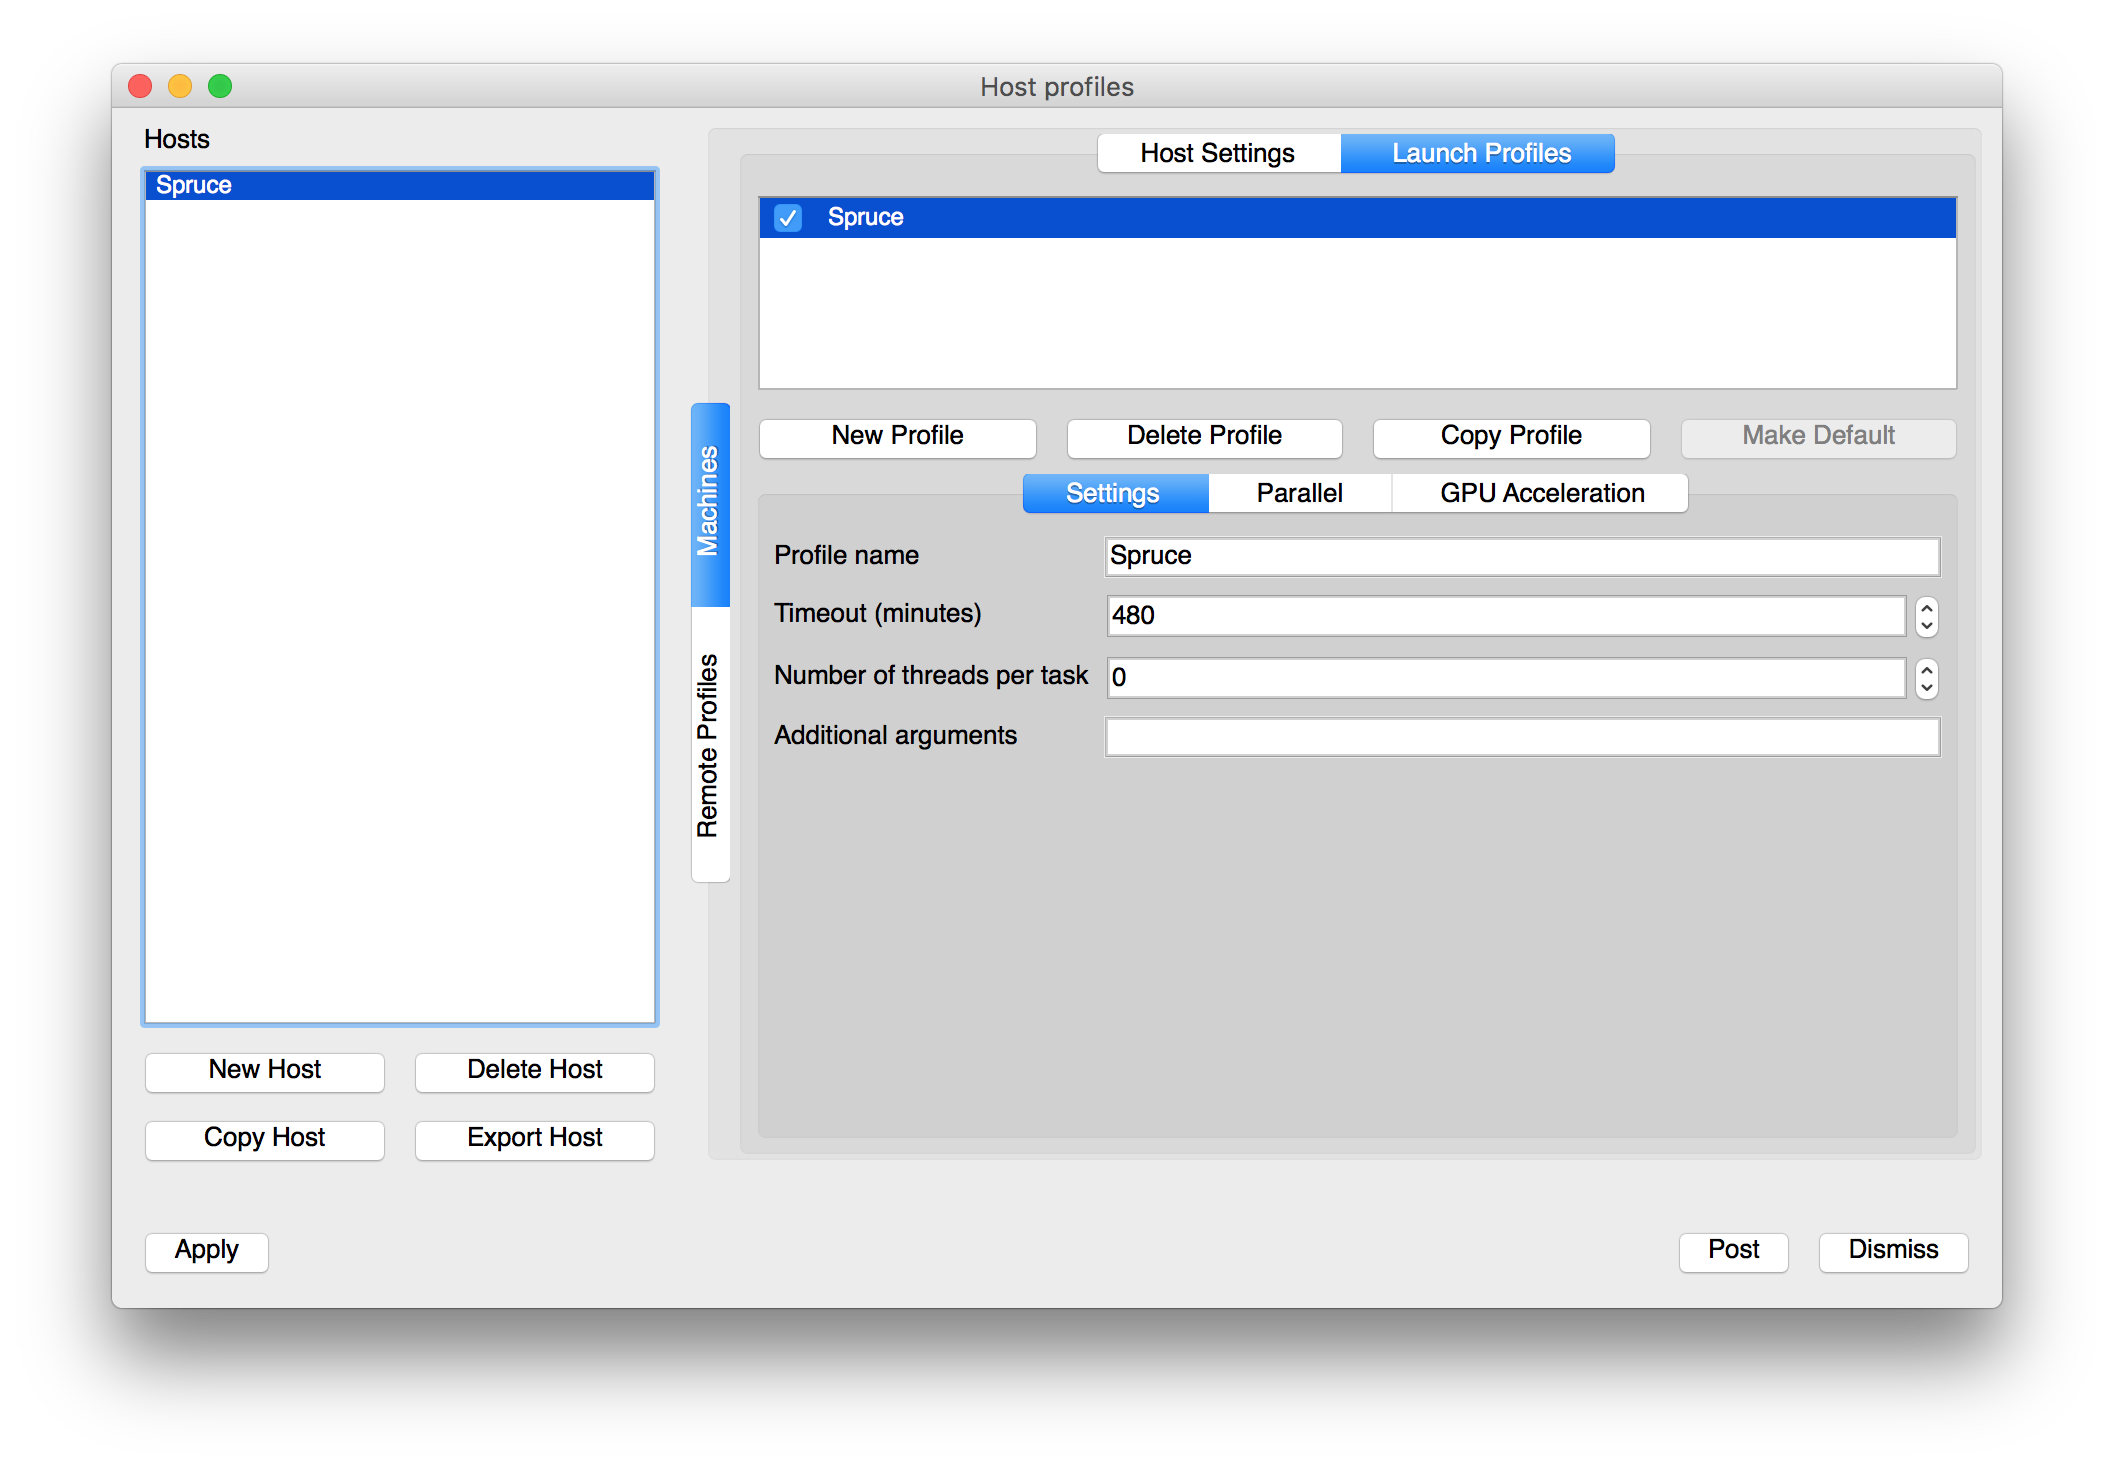 Host profiles
Hosts
Spruce
New Host
Delete Host
Copy Host
Export Host
Machines
Remote Profiles
Host Settings
Launch Profiles
Spruce
New Profile
Delete Profile
Copy Profile
Make Default
Settings
Parallel
GPU Acceleration
Profile name
Spruce
Timeout (minutes)
480
Number of threads per task
0
Additional arguments
Apply
Post
Dismiss